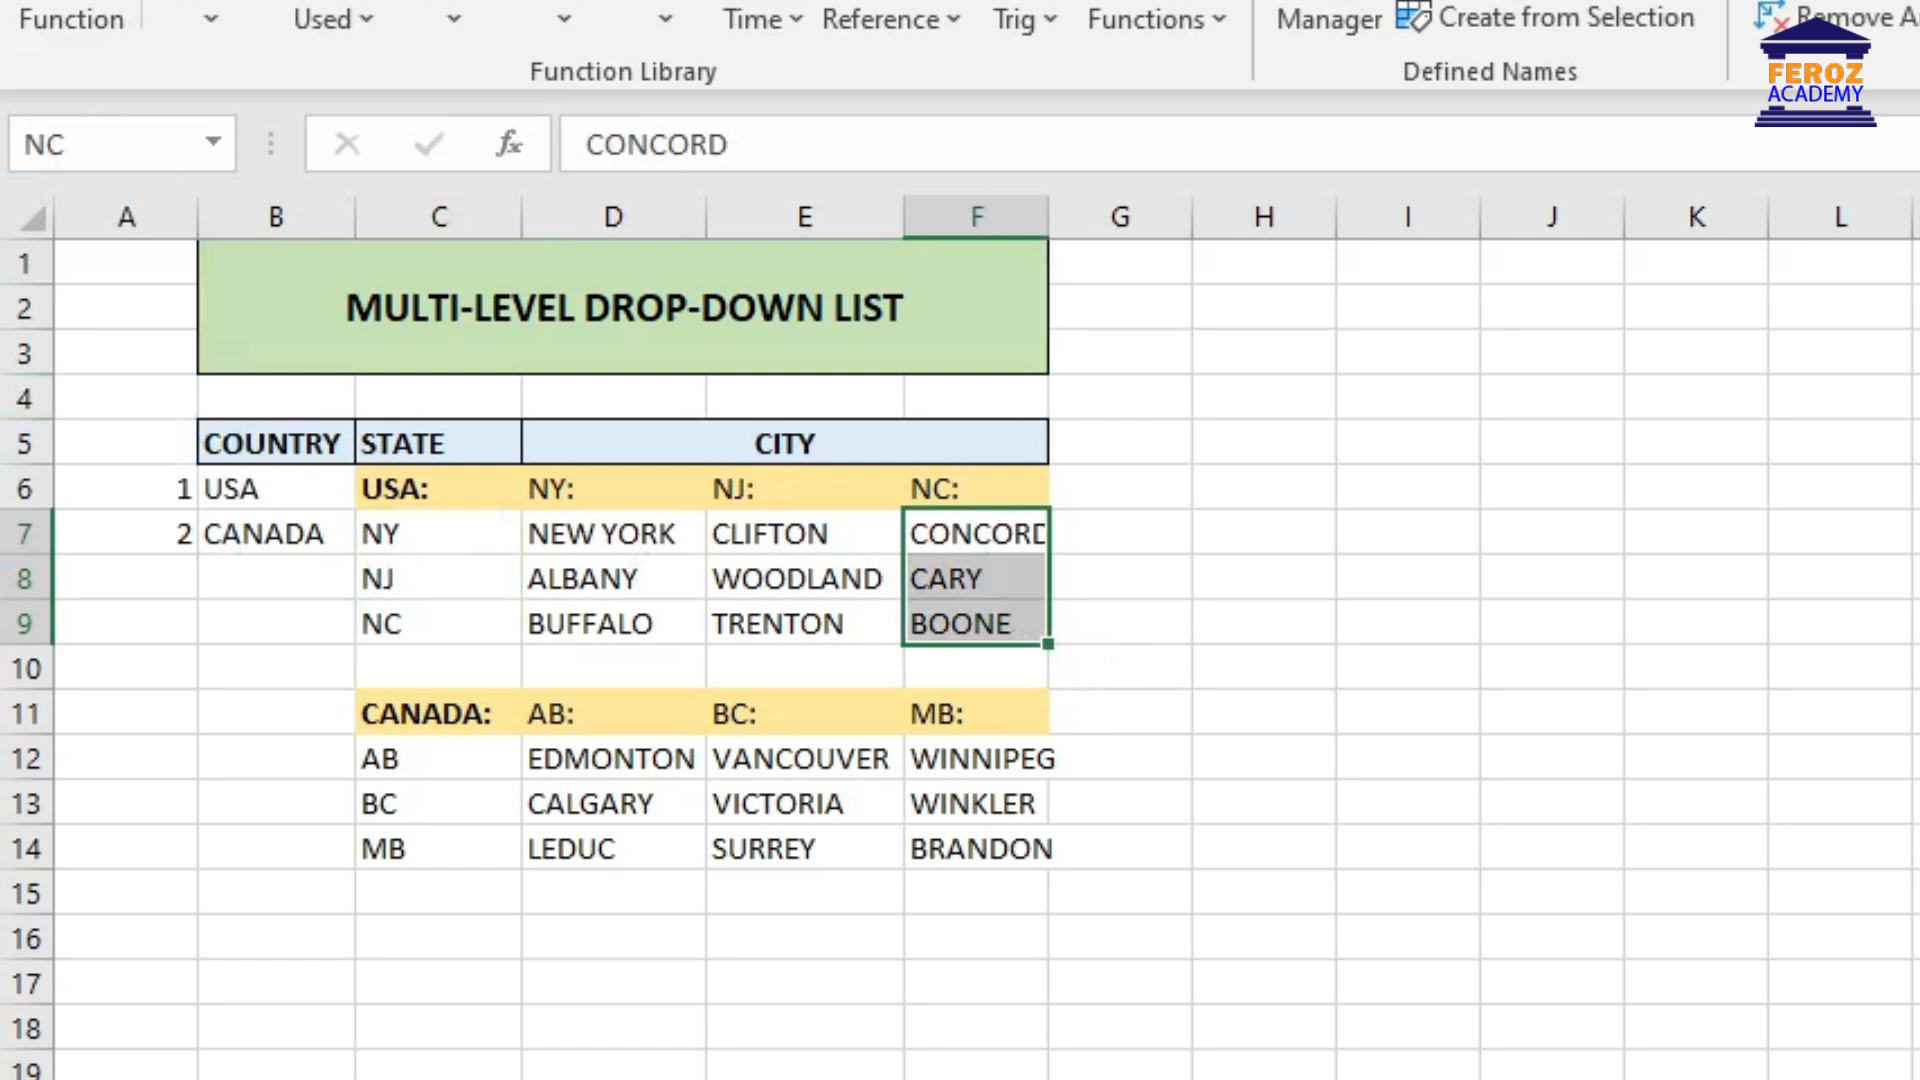 Function Used Time Reference Trig Functions Manager Create from Selection Remove A
Function Library Defined Names
FEROZ
ACADEMY
NC fx CONCORD
A B C D E F G H I J K L
1
2 MULTI-LEVEL DROP-DOWN LIST
3
4
5 COUNTRY STATE CITY
6 1 USA USA: NY: NJ: NC:
7 2 CANADA NY NEW YORK CLIFTON CONCORD
8 NJ ALBANY WOODLAND CARY
9 NC BUFFALO TRENTON BOONE
10
11 CANADA: AB: BC: MB:
12 AB EDMONTON VANCOUVER WINNIPEG
13 BC CALGARY VICTORIA WINKLER
14 MB LEDUC SURREY BRANDON
15
16
17
18
19